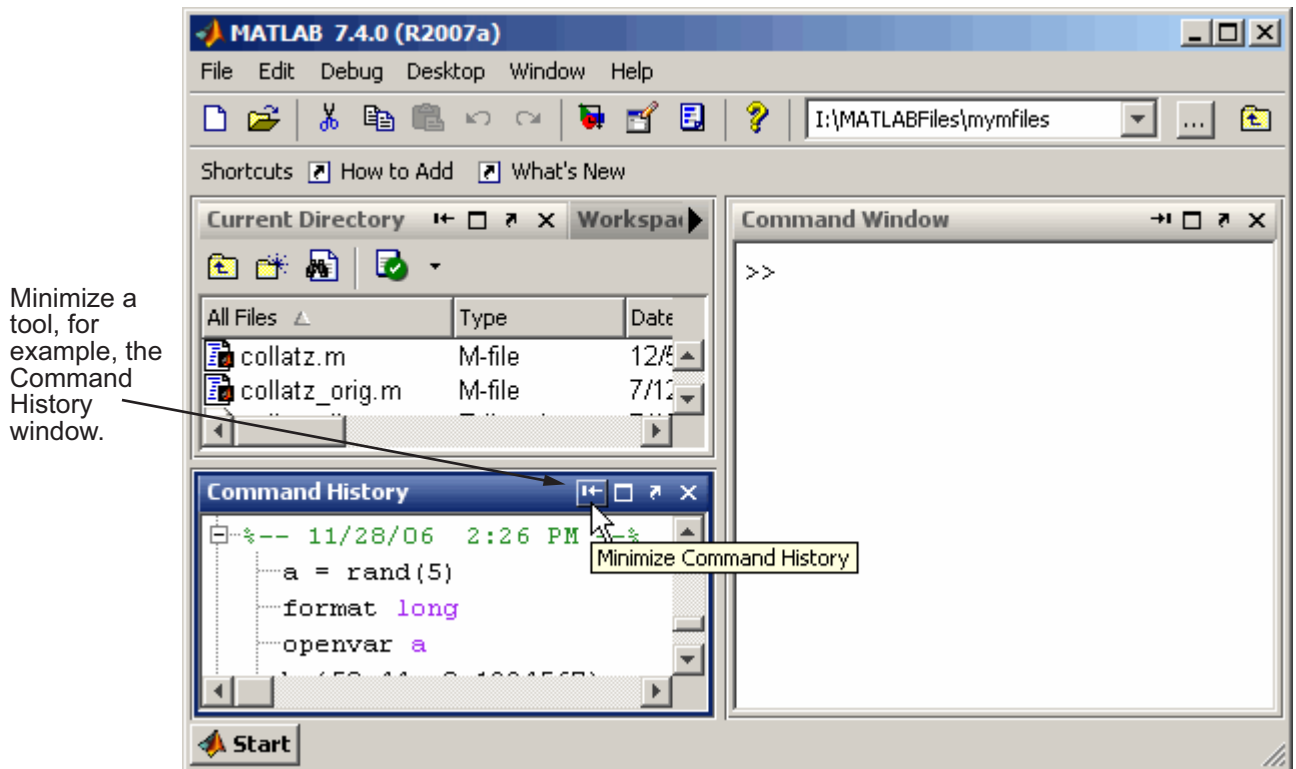 MATLAB 7.4.0 (R2007a)
File Edit Debug Desktop Window Help
I:\MATLABFiles\mymfiles
...
Shortcuts How to Add What's New
Current Directory
Command Window
>>
All Files Type Date
collatz.m M-file
collatz_orig.m M-file
Minimize a
tool, for
example, the
Command
History
window.
Command History
%-- 11/28/06 2:26 PM --%
Minimize Command History
a = rand(5)
format long
openvar a
Start